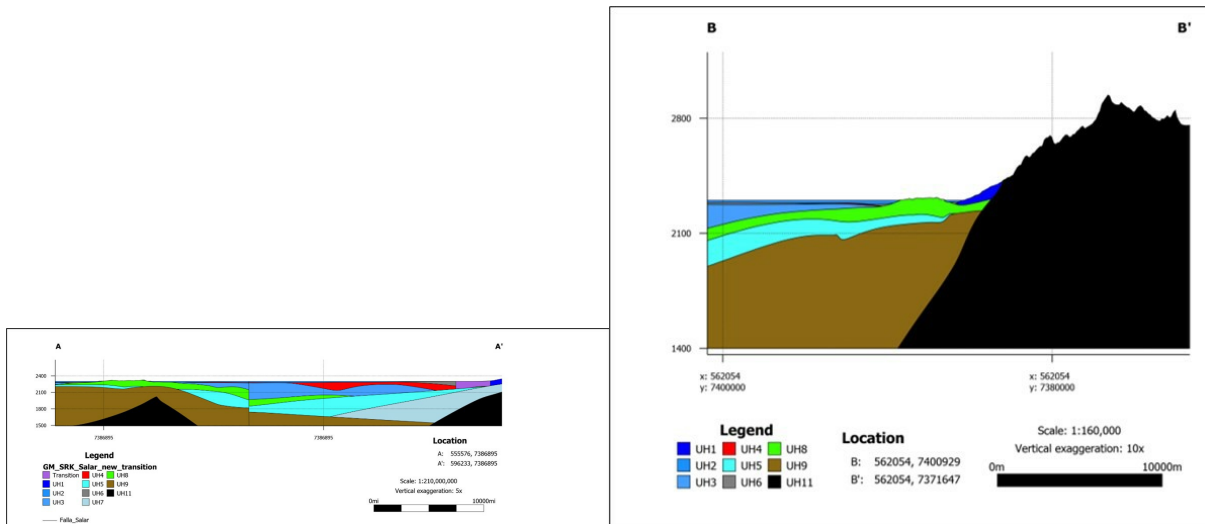 A A'
2400
2100
1800
1500
7386895 7386895
Legend
GM_SRK_Salar_new_transition
Transition UH4 UH8
UH1 UH5 UH9
UH2 UH6 UH11
UH3 UH7
Falla_Salar
Location
A: 555576, 7386895
A': 596233, 7386895
Scale: 1:210,000,000
Vertical exaggeration: 5x
0mi 10000mi
B B'
2800
2100
1400
x: 562054 x: 562054
y: 7400000 y: 7380000
Legend
UH1 UH4 UH8
UH2 UH5 UH9
UH3 UH6 UH11
Location
B: 562054, 7400929
B': 562054, 7371647
Scale: 1:160,000
Vertical exaggeration: 10x
0m 10000m